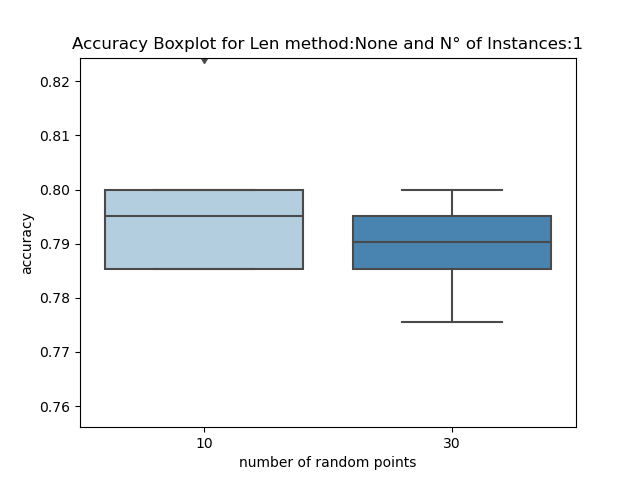 Accuracy Boxplot for Len method:None and N° of Instances:1
0.82
0.81
0.80
0.79
0.78
0.77
0.76
accuracy
10 30
number of random points